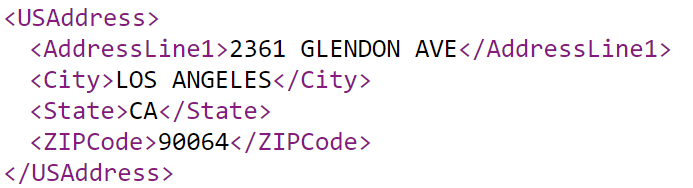 <USAddress>
<AddressLine1>2361 GLENDON AVE</AddressLine1>
<City>LOS ANGELES</City>
<State>CA</State>
<ZIPCode>90064</ZIPCode>
</USAddress>